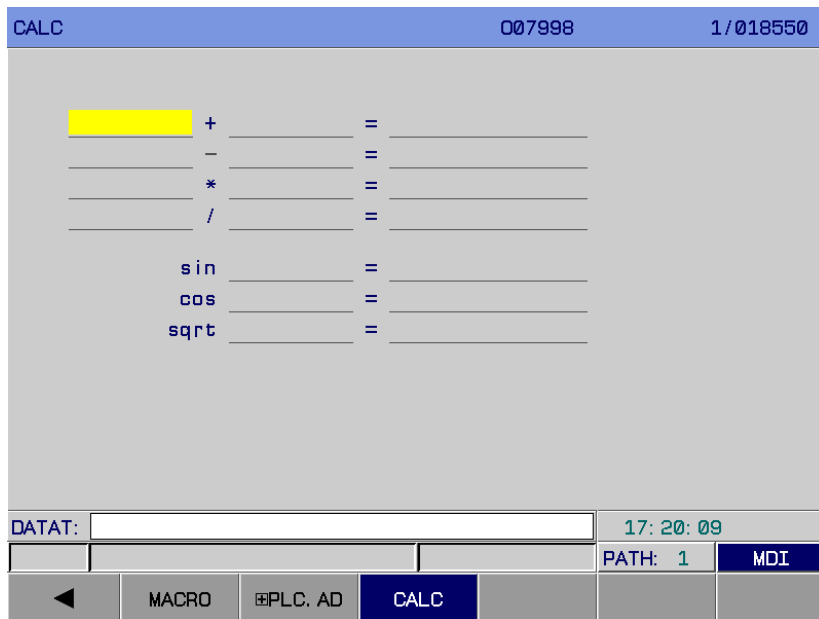 CALC O07998 1/018550
+ =
- =
* =
/ =
sin =
cos =
sqrt =
DATAT: 17:20:09
PATH: 1 MDI
◀ MACRO ⊞PLC. AD CALC